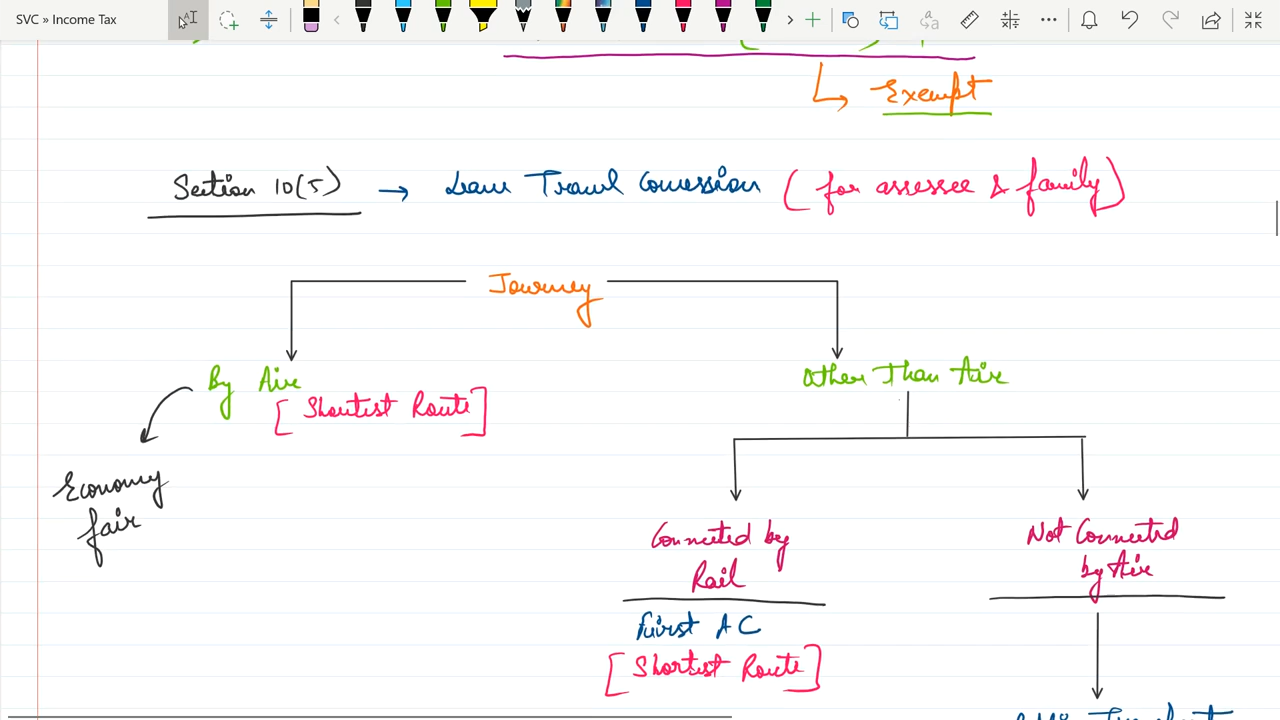 SVC » Income Tax
Exempt
Section 10(5) → Leave Travel Concession (for assessee & family)
Journey
By Air
[Shortest Route]
Other Than Air
Economy
fair
Connected by
Rail
First AC
[Shortest Route]
Not Connected
by Air